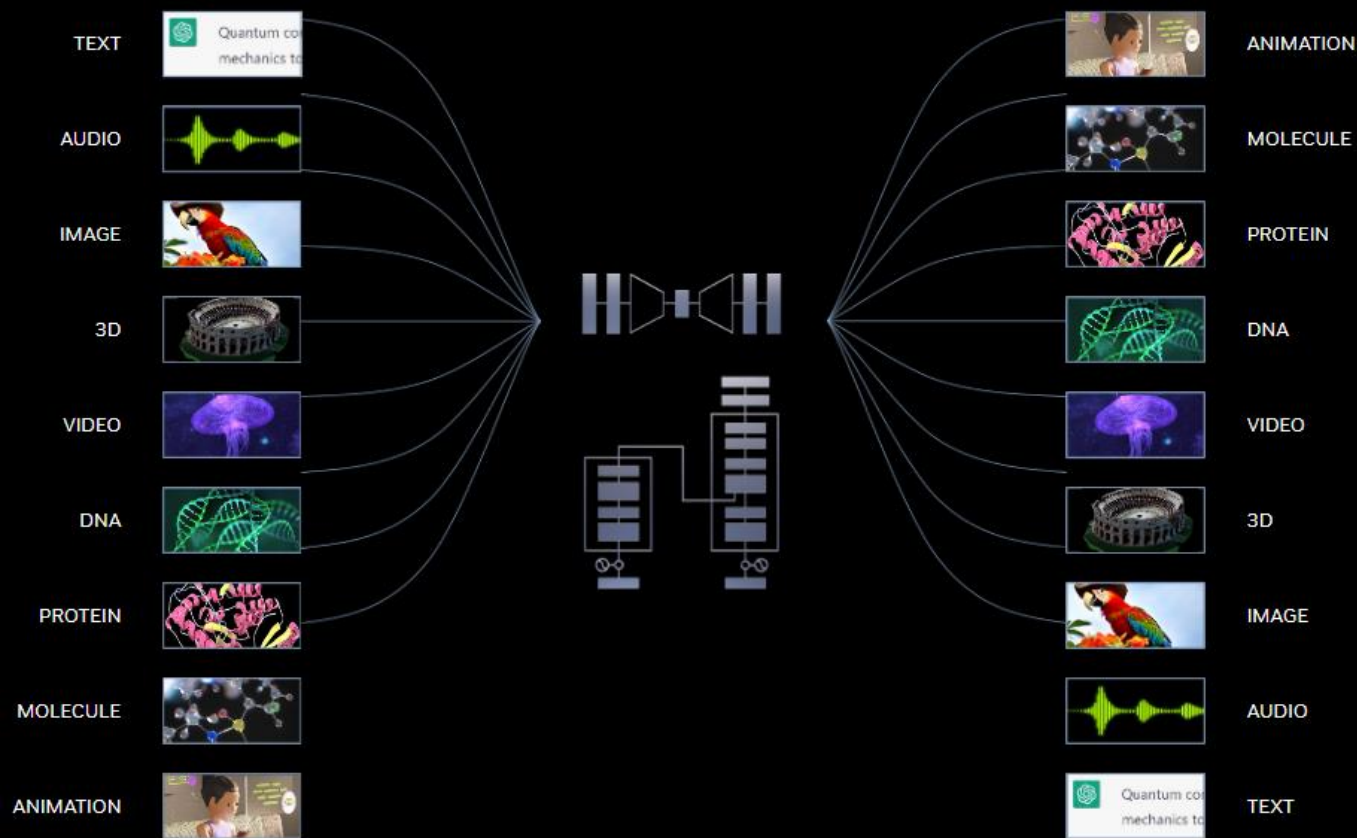 TEXT
Quantum co
mechanics to
AUDIO
IMAGE
3D
VIDEO
DNA
PROTEIN
MOLECULE
ANIMATION
ANIMATION
MOLECULE
PROTEIN
DNA
VIDEO
3D
IMAGE
AUDIO
Quantum co
mechanics to
TEXT